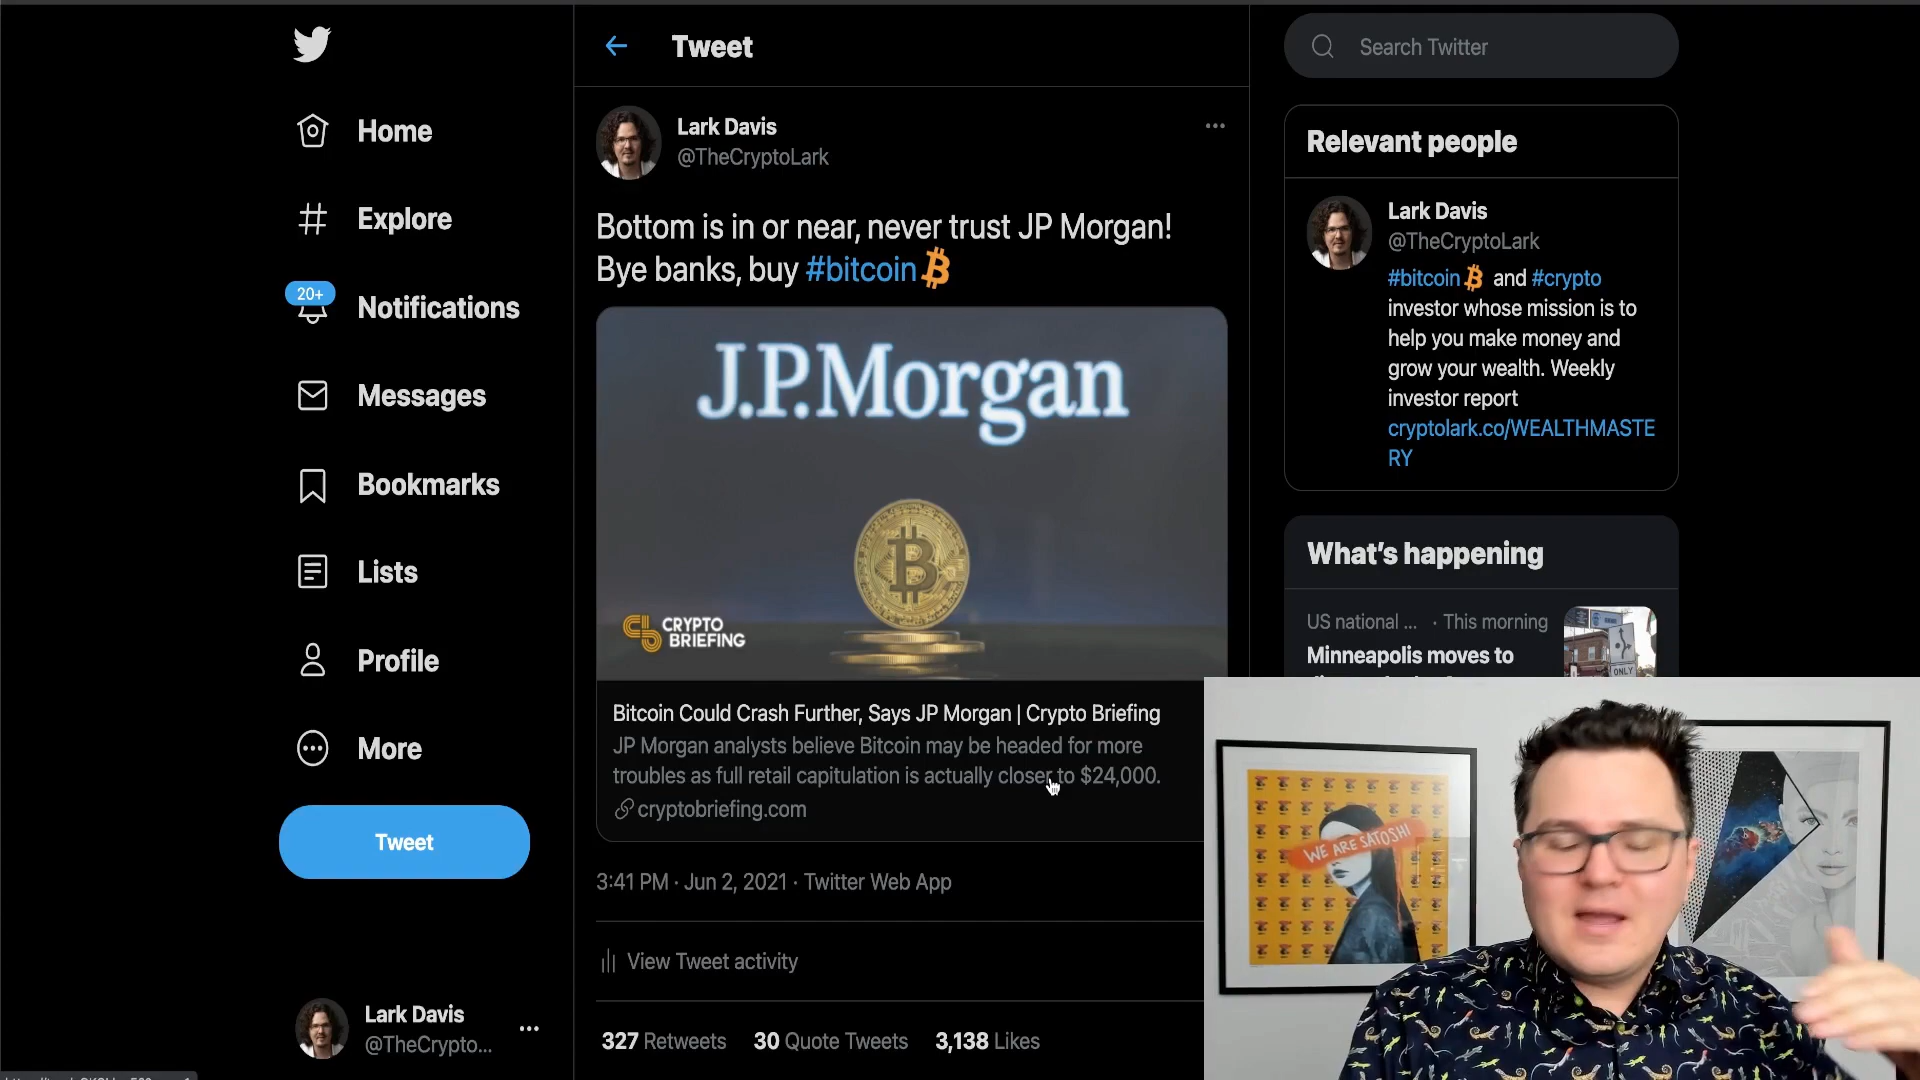 Tweet
Search Twitter
Home
Explore
20+
Notifications
Messages
Bookmarks
Lists
Profile
More
Tweet
Lark Davis
@TheCrypto...
Lark Davis
@TheCryptoLark
Bottom is in or near, never trust JP Morgan!
Bye banks, buy #bitcoin
J.P.Morgan
CRYPTO
BRIEFING
Bitcoin Could Crash Further, Says JP Morgan | Crypto Briefing
JP Morgan analysts believe Bitcoin may be headed for more
troubles as full retail capitulation is actually closer to $24,000.
cryptobriefing.com
3:41 PM · Jun 2, 2021 · Twitter Web App
View Tweet activity
327 Retweets 30 Quote Tweets 3,138 Likes
Relevant people
Lark Davis
@TheCryptoLark
#bitcoin and #crypto
investor whose mission is to
help you make money and
grow your wealth. Weekly
investor report
cryptolark.co/WEALTHMASTE
RY
What's happening
US national ... · This morning
Minneapolis moves to
ONLY
WE ARE SATOSHI